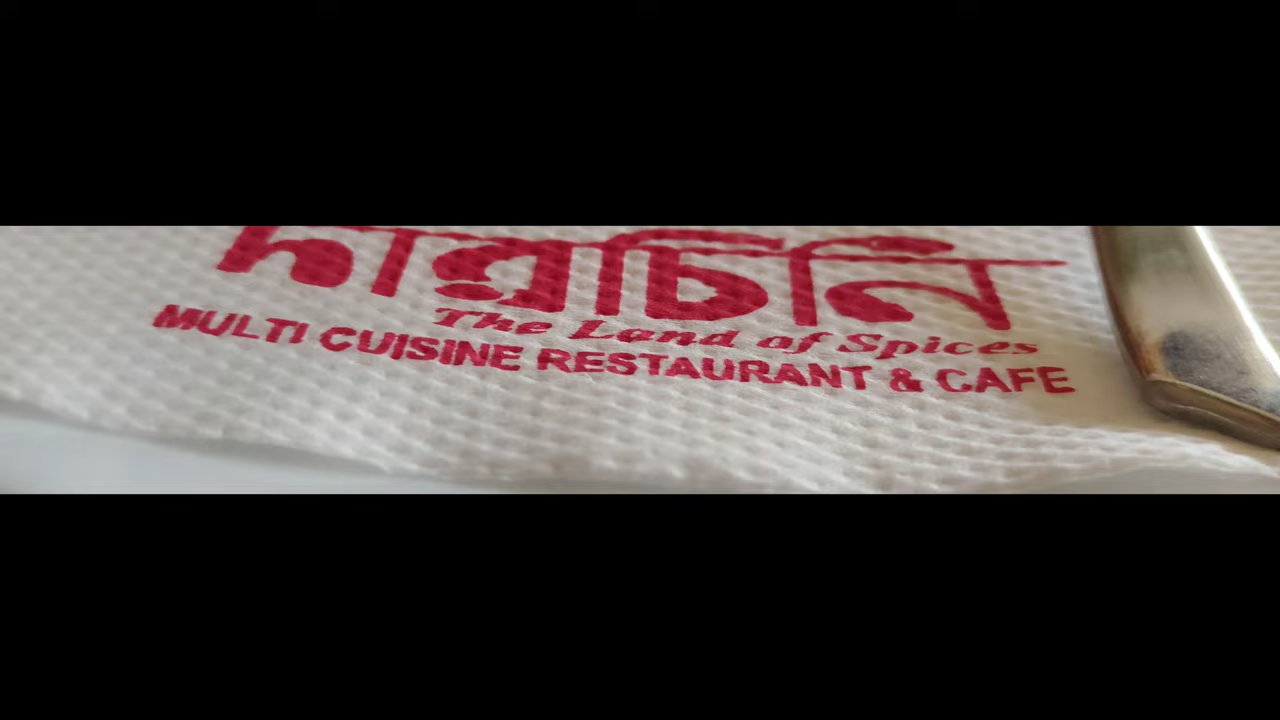 দারুচিনি
The Land of Spices
MULTI CUISINE RESTAURANT & CAFE